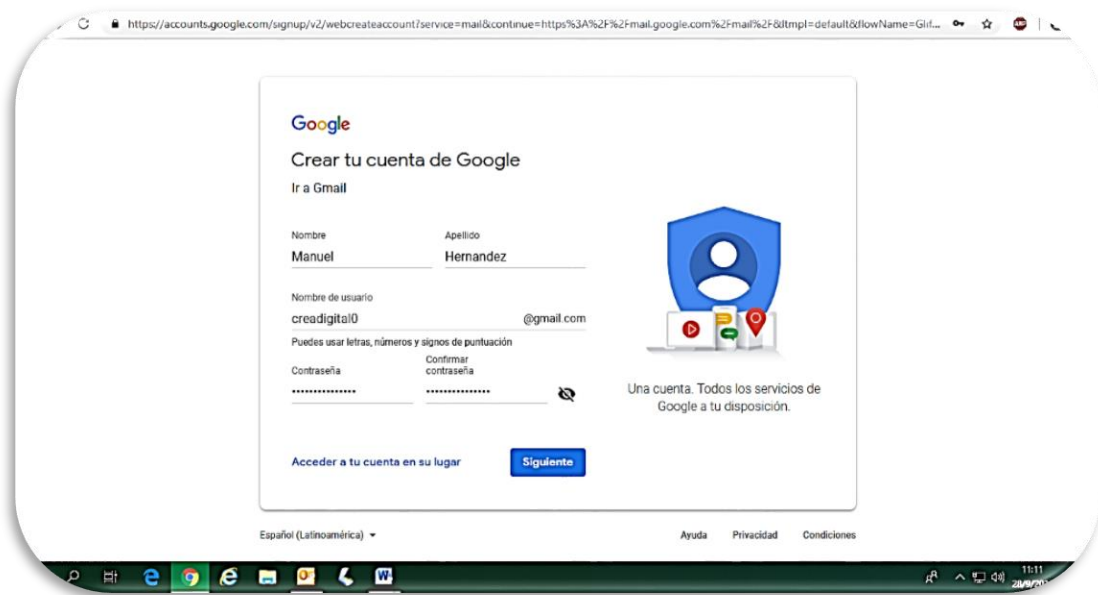 https://accounts.google.com/signup/v2/webcreateaccount?service=mail&continue=https%3A%2F%2Fmail.google.com%2Fmail%2F&dtmpl=default&flowName=Glif...
Google
Crear tu cuenta de Google
Ir a Gmail
Nombre Apellido
Manuel Hernandez
Nombre de usuario
creadigital0 @gmail.com
Puedes usar letras, números y signos de puntuación
Contraseña Confirmar contraseña
Una cuenta. Todos los servicios de
Google a tu disposición.
Acceder a tu cuenta en su lugar Siguiente
Español (Latinoamérica) Ayuda Privacidad Condiciones
11:11